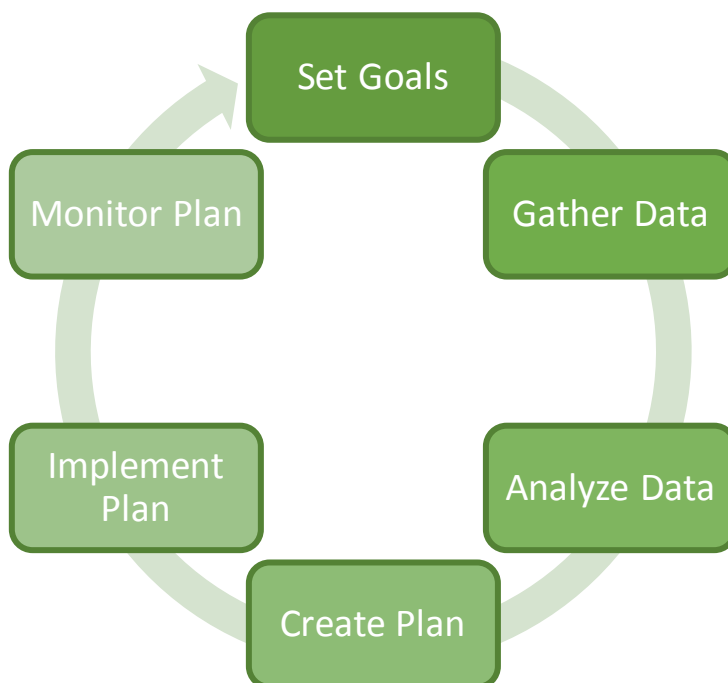 Set Goals
Gather Data
Analyze Data
Create Plan
Implement
Plan
Monitor Plan